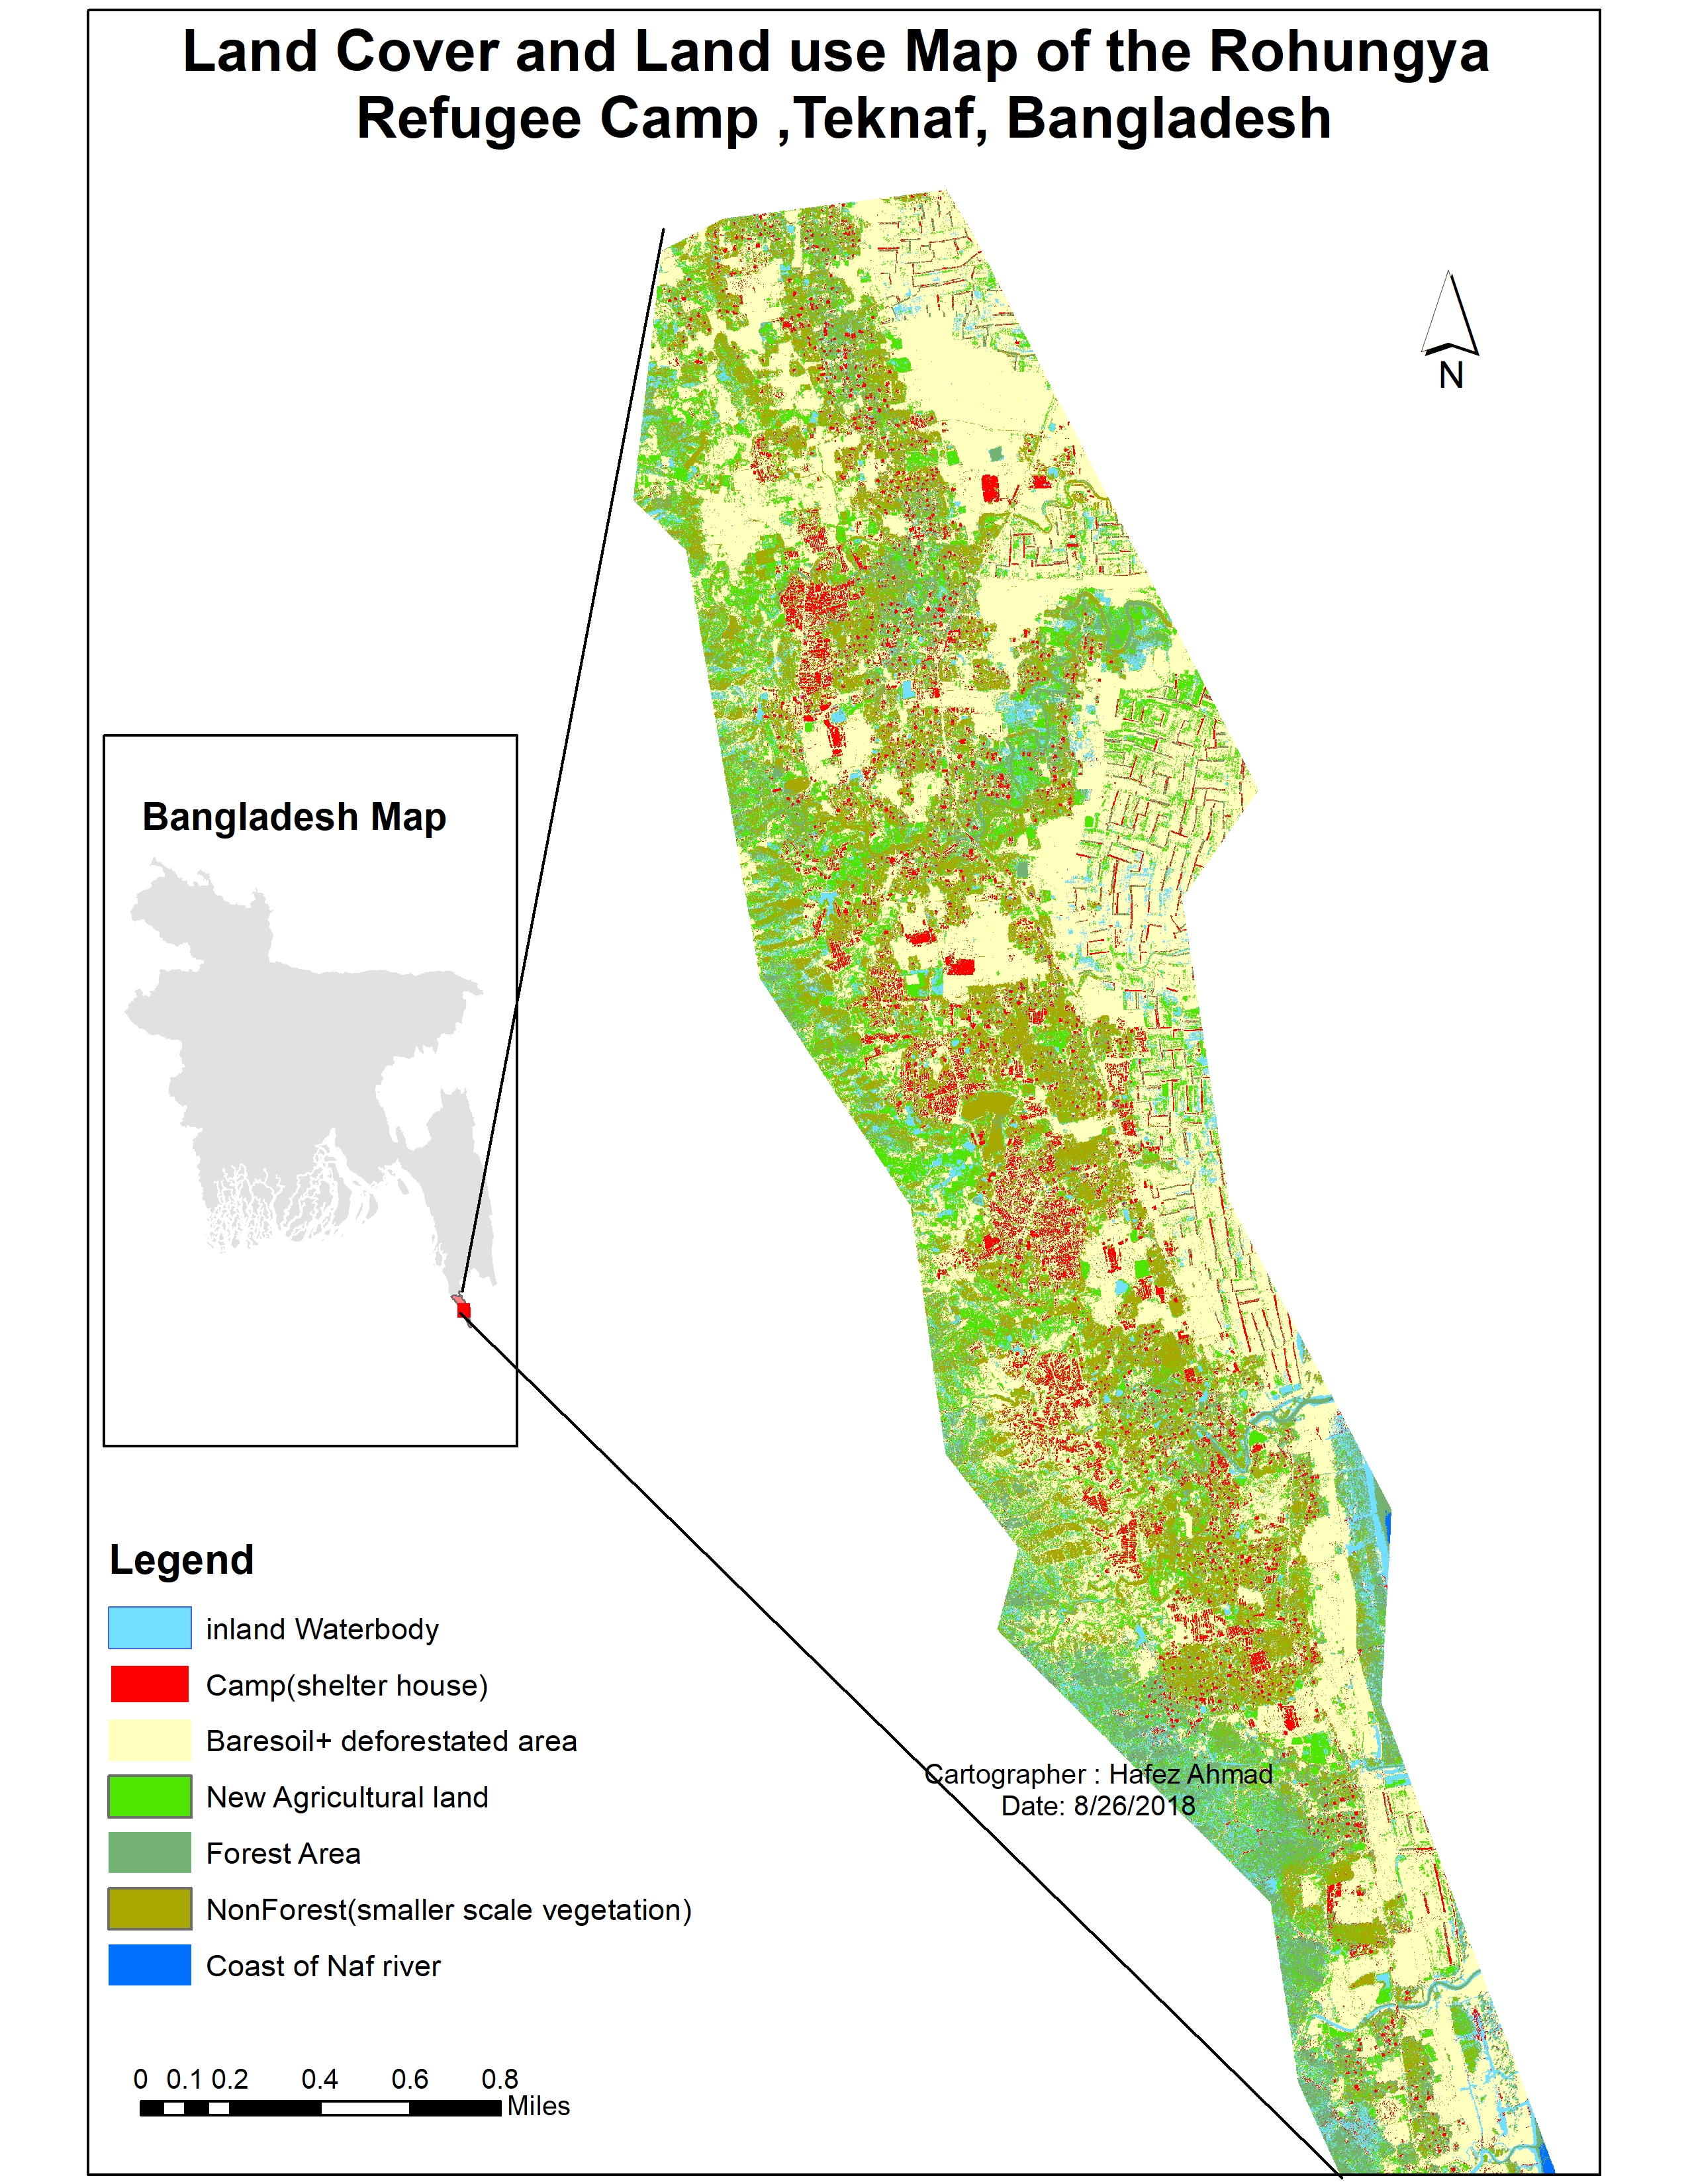 Land Cover and Land use Map of the Rohungya
Refugee Camp ,Teknaf, Bangladesh
N
Bangladesh Map
Legend
inland Waterbody
Camp(shelter house)
Baresoil+ deforestated area
New Agricultural land
Forest Area
NonForest(smaller scale vegetation)
Coast of Naf river
Cartographer : Hafez Ahmad
Date: 8/26/2018
0 0.1 0.2 0.4 0.6 0.8
Miles